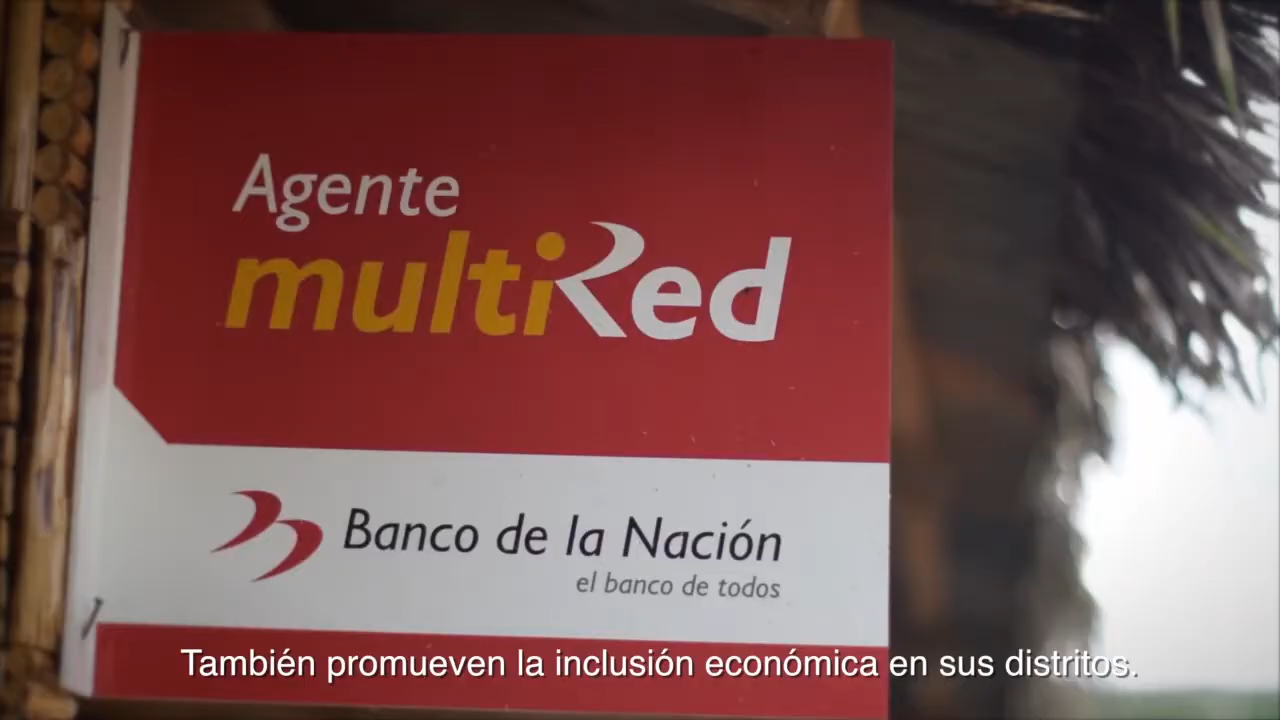 Agente
multiRed
Banco de la Nación
el banco de todos
También promueven la inclusión económica en sus distritos.